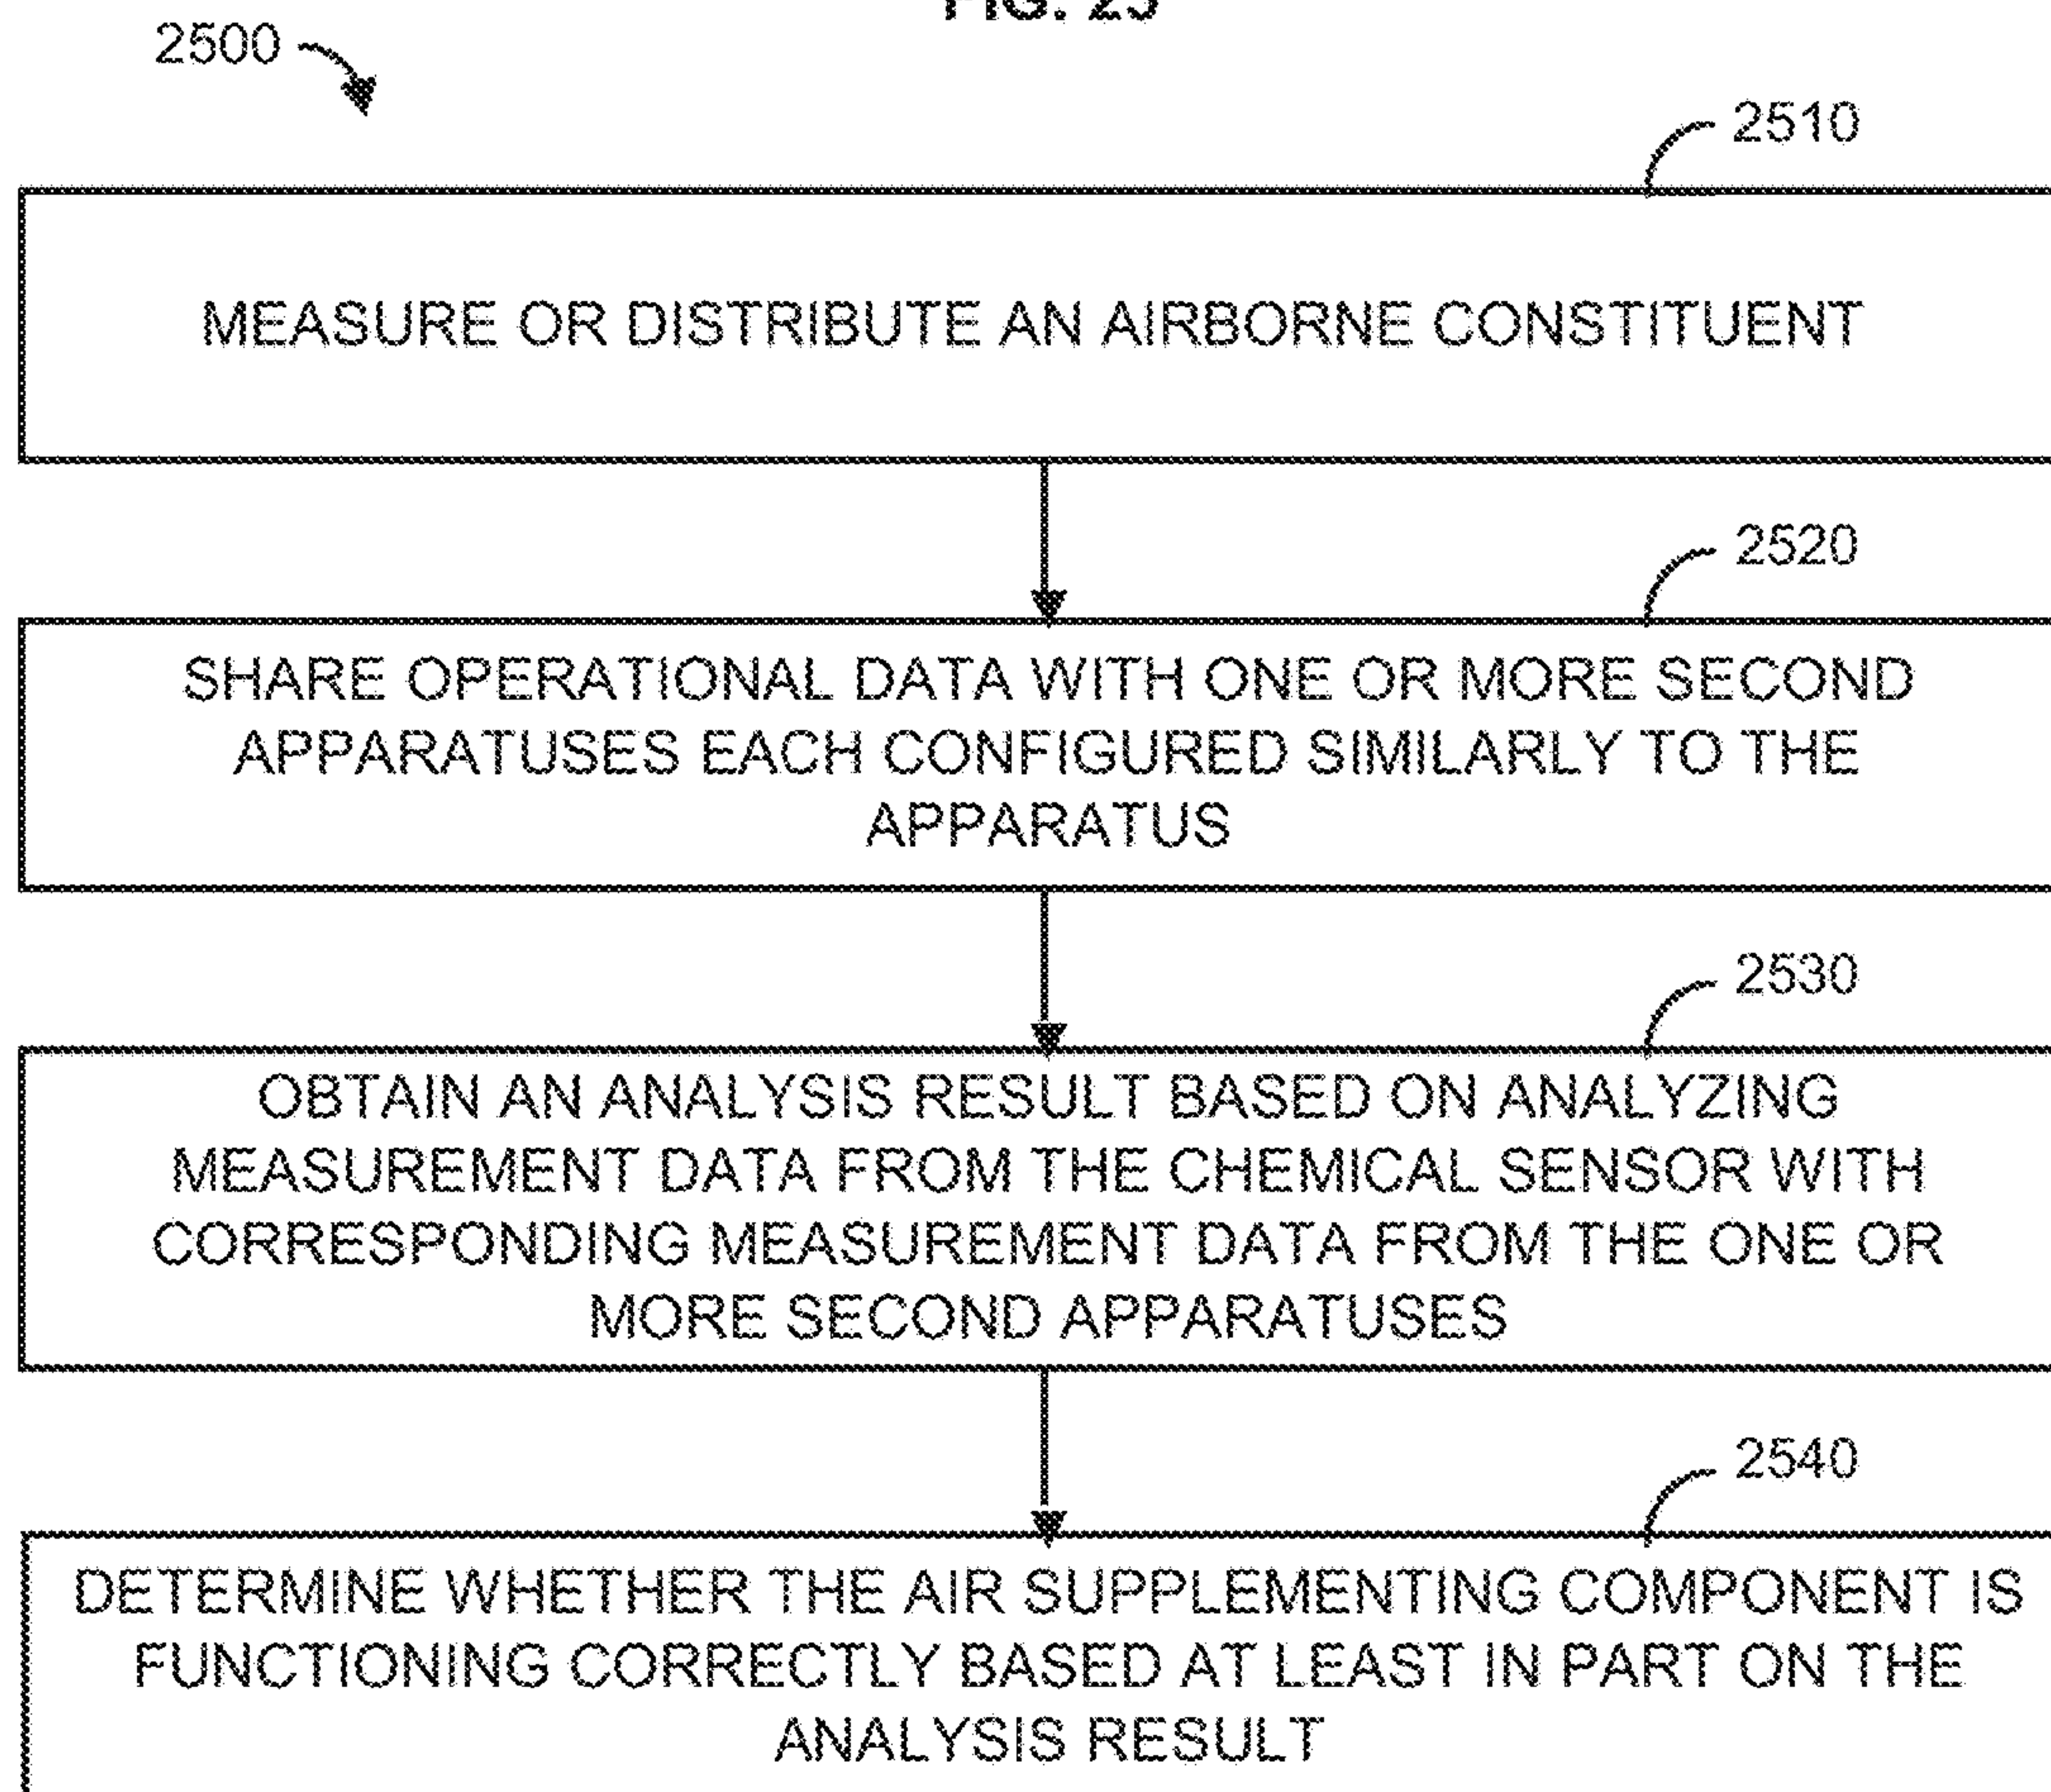 FIG. 25
2500
2510
MEASURE OR DISTRIBUTE AN AIRBORNE CONSTITUENT
2520
SHARE OPERATIONAL DATA WITH ONE OR MORE SECOND
APPARATUSES EACH CONFIGURED SIMILARLY TO THE
APPARATUS
2530
OBTAIN AN ANALYSIS RESULT BASED ON ANALYZING
MEASUREMENT DATA FROM THE CHEMICAL SENSOR WITH
CORRESPONDING MEASUREMENT DATA FROM THE ONE OR
MORE SECOND APPARATUSES
2540
DETERMINE WHETHER THE AIR SUPPLEMENTING COMPONENT IS
FUNCTIONING CORRECTLY BASED AT LEAST IN PART ON THE
ANALYSIS RESULT